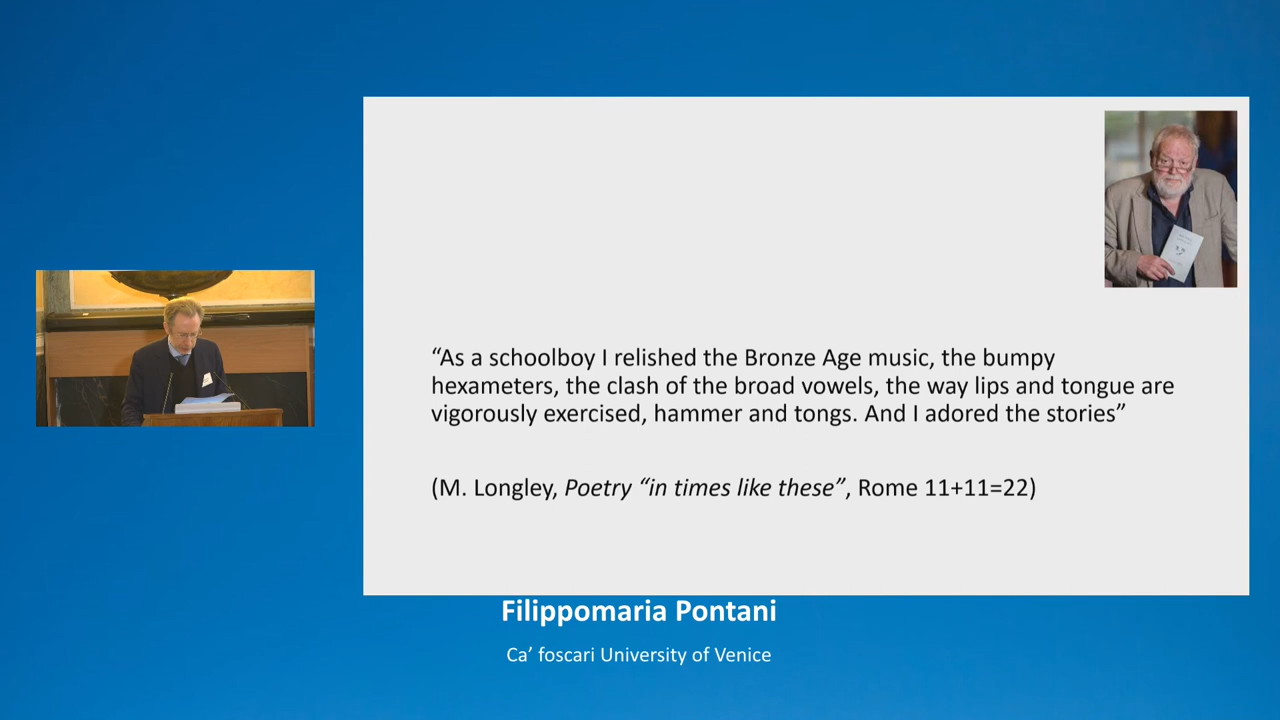 “As a schoolboy I relished the Bronze Age music, the bumpy
hexameters, the clash of the broad vowels, the way lips and tongue are
vigorously exercised, hammer and tongs. And I adored the stories”
(M. Longley, Poetry “in times like these”, Rome 11+11=22)
Filippomaria Pontani
Ca’ foscari University of Venice